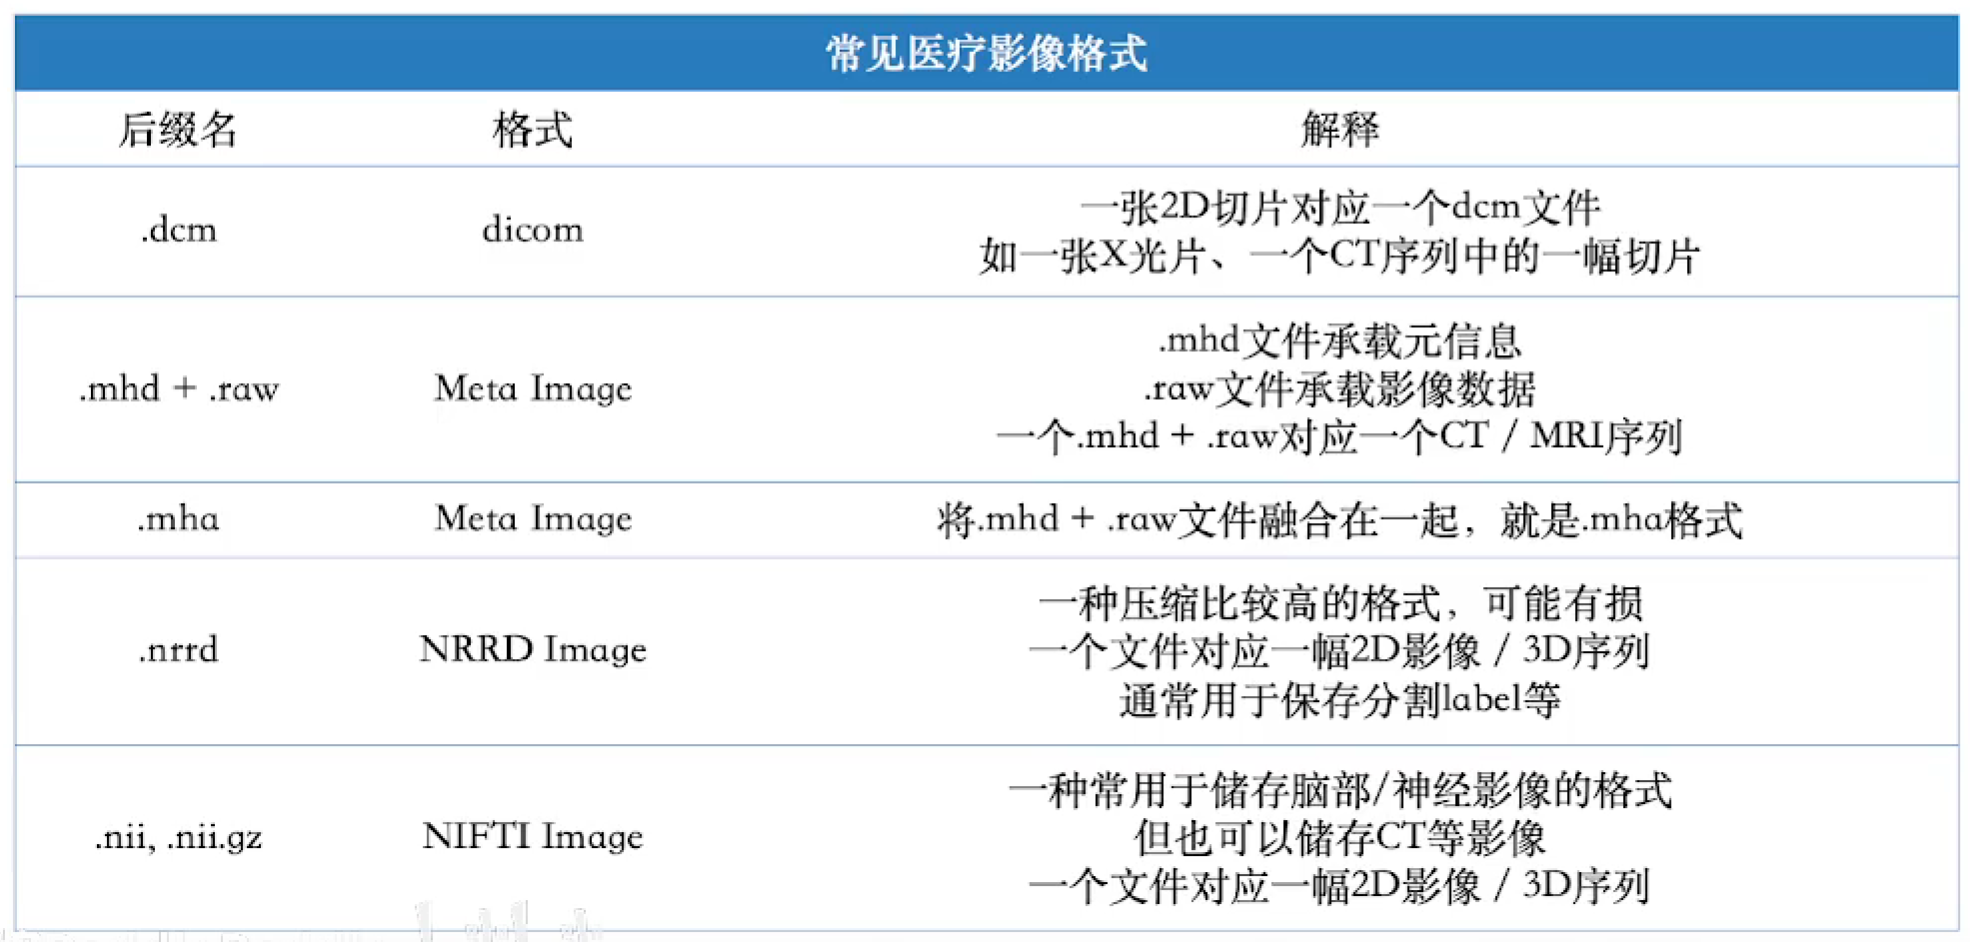 常见医疗影像格式
后缀名 格式 解释
.dcm dicom 一张2D切片对应一个dcm文件
如一张X光片、一个CT序列中的一幅切片
.mhd文件承载元信息
.mhd + .raw Meta Image .raw文件承载影像数据
一个.mhd + .raw对应一个CT / MRI序列
.mha Meta Image 将.mhd + .raw文件融合在一起，就是.mha格式
一种压缩比较高的格式，可能有损
.nrrd NRRD Image 一个文件对应一幅2D影像 / 3D序列
通常用于保存分割label等
一种常用于储存脑部/神经影像的格式
.nii, .nii.gz NIFTI Image 但也可以储存CT等影像
一个文件对应一幅2D影像 / 3D序列